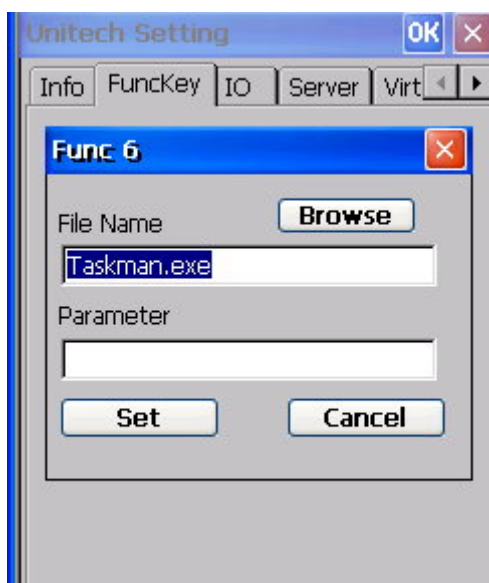 Unitech Setting OK
Info FuncKey IO Server Virt
Func 6
File Name Browse
Taskman.exe
Parameter
Set Cancel